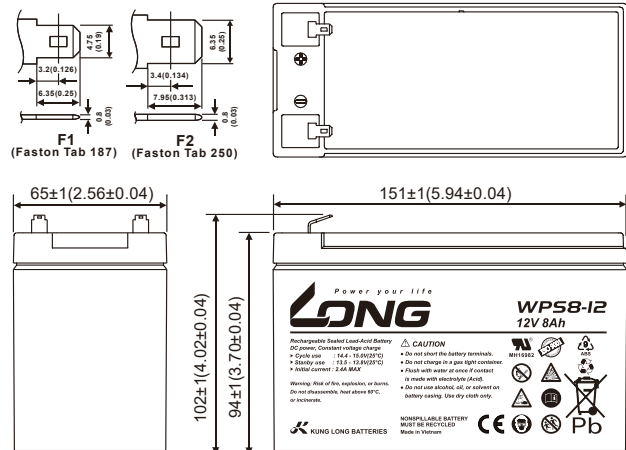 4.75
(0.19)
3.2(0.126)
6.35(0.25)
0.8
(0.03)
F1
(Faston Tab 187)
6.35
(0.25)
3.4(0.134)
7.95(0.313)
0.8
(0.03)
F2
(Faston Tab 250)
65±1(2.56±0.04)
151±1(5.94±0.04)
102±1(4.02±0.04)
94±1(3.70±0.04)
Power your life
LONG
WPS8-12
12V 8Ah
Rechargeable Sealed Lead-Acid Battery
DC power, Constant voltage charge
Cycle use : 14.4 - 15.0V(25°C)
Stanby use : 13.5 - 13.8V(25°C)
Initial current : 2.4A MAX
Warning: Risk of fire, explosion, or burns.
Do not disassemble, heat above 60°C,
or incinerate.
KUNG LONG BATTERIES
CAUTION
• Do not short the battery terminals.
• Do not charge in a gas tight container.
• Flush with water at once if contact
is made with electrolyte (Acid).
• Do not use alcohol, oil, or solvent on
battery casing. Use dry cloth only.
NONSPILLABLE BATTERY
MUST BE RECYCLED
Made in Vietnam
MH16982
ABS
CE
Pb